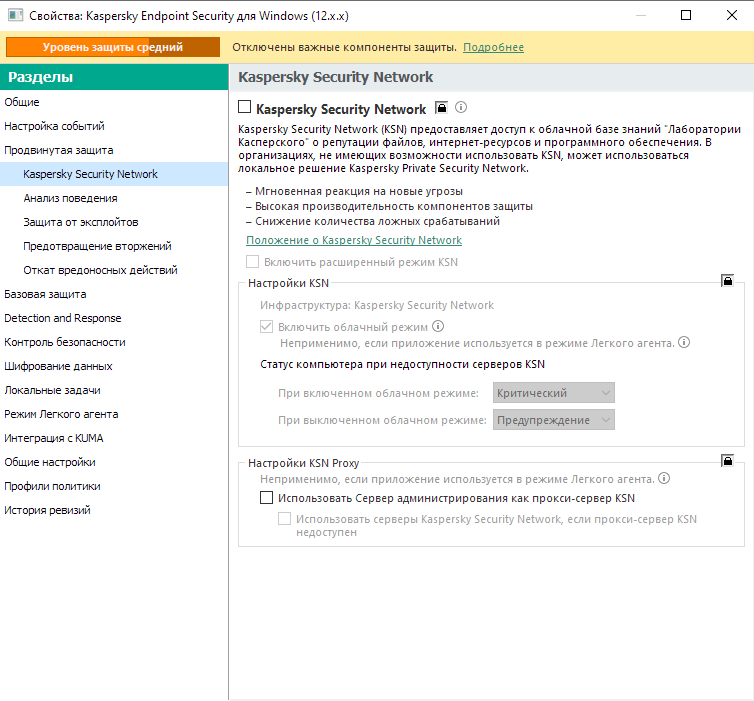 Свойства: Kaspersky Endpoint Security для Windows (12.x.x)
Уровень защиты средний
Отключены важные компоненты защиты. Подробнее
Разделы
Общие
Настройка событий
Продвинутая защита
Kaspersky Security Network
Анализ поведения
Защита от эксплойтов
Предотвращение вторжений
Откат вредоносных действий
Базовая защита
Detection and Response
Контроль безопасности
Шифрование данных
Локальные задачи
Режим Легкого агента
Интеграция с KUMA
Общие настройки
Профили политики
История ревизий
Kaspersky Security Network
Kaspersky Security Network
Kaspersky Security Network (KSN) предоставляет доступ к облачной базе знаний "Лаборатории
Касперского" о репутации файлов, интернет-ресурсов и программного обеспечения. В
организациях, не имеющих возможности использовать KSN, может использоваться
локальное решение Kaspersky Private Security Network.
– Мгновенная реакция на новые угрозы
– Высокая производительность компонентов защиты
– Снижение количества ложных срабатываний
Положение о Kaspersky Security Network
Включить расширенный режим KSN
Настройки KSN
Инфраструктура: Kaspersky Security Network
Включить облачный режим
Неприменимо, если приложение используется в режиме Легкого агента.
Статус компьютера при недоступности серверов KSN
При включенном облачном режиме: Критический
При выключенном облачном режиме: Предупреждение
Настройки KSN Proxy
Неприменимо, если приложение используется в режиме Легкого агента.
Использовать Сервер администрирования как прокси-сервер KSN
Использовать серверы Kaspersky Security Network, если прокси-сервер KSN
недоступен